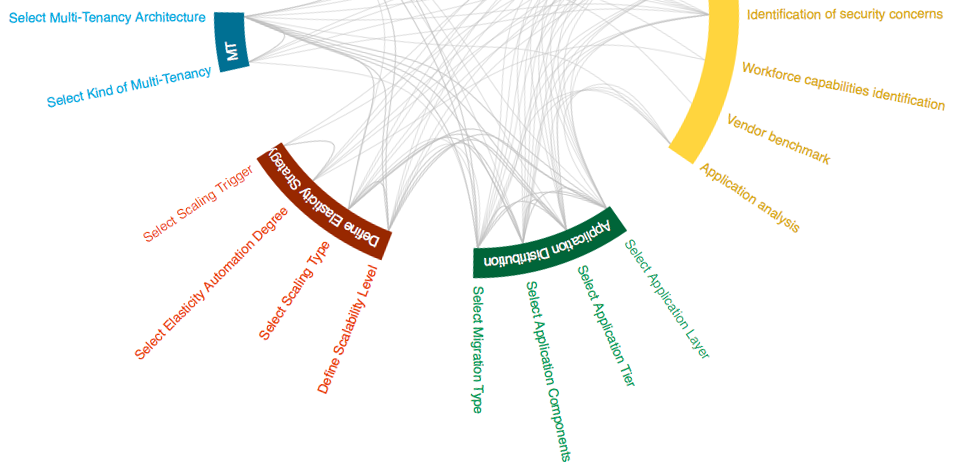 Select Multi-Tenancy Architecture
MT
Select Kind of Multi-Tenancy
Select Scaling Trigger
Define Elasticity Strategy
Select Elasticity Automation Degree
Select Scaling Type
Define Scalability Level
Application Distribution
Select Migration Type
Select Application Components
Select Application Tier
Select Application Layer
Identification of security concerns
Workforce capabilities identification
Vendor benchmark
Application analysis